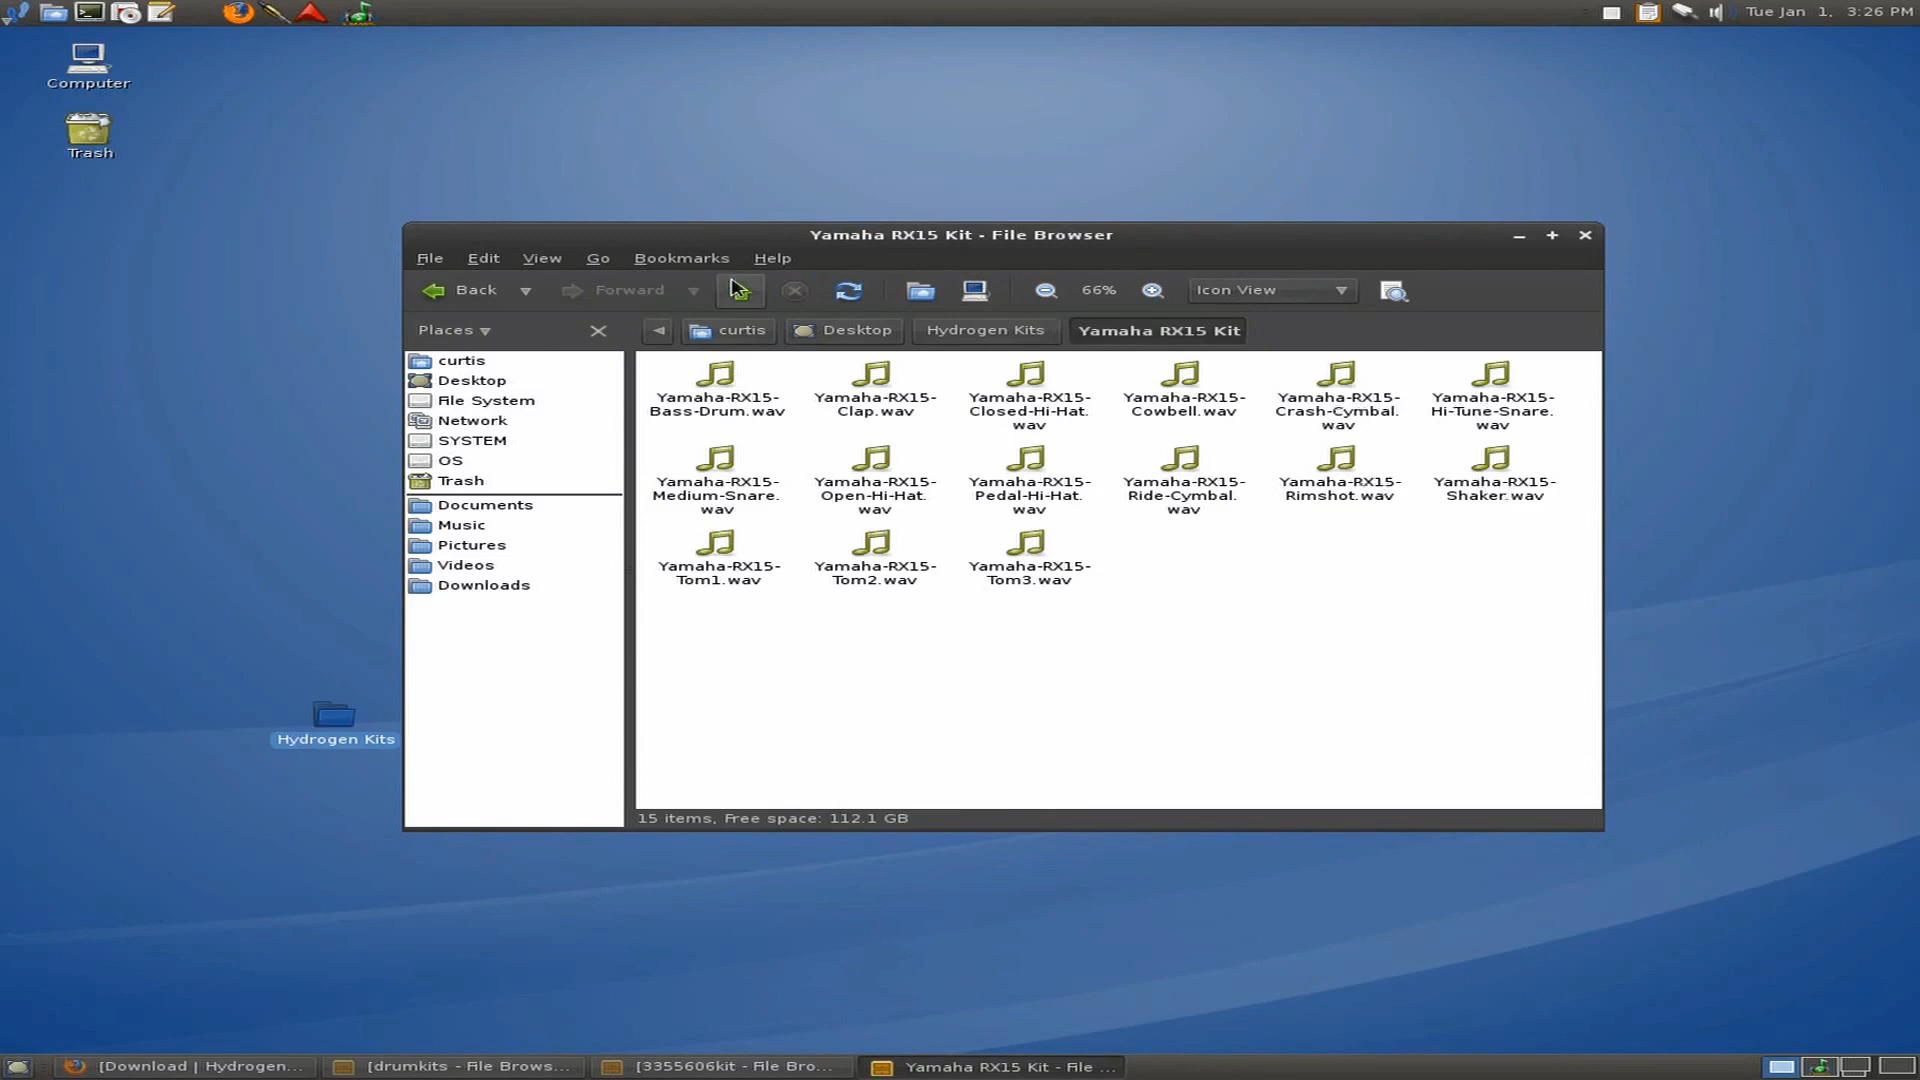 Tue Jan 1, 3:26 PM
Computer
Trash
Yamaha RX15 Kit - File Browser
File Edit View Go Bookmarks Help
Back Forward 66% Icon View
Places curtis Desktop Hydrogen Kits Yamaha RX15 Kit
curtis
Desktop
File System
Network
SYSTEM
OS
Trash
Documents
Music
Pictures
Videos
Downloads
Yamaha-RX15-
Bass-Drum.wav
Yamaha-RX15-
Clap.wav
Yamaha-RX15-
Closed-Hi-Hat.
wav
Yamaha-RX15-
Cowbell.wav
Yamaha-RX15-
Crash-Cymbal.
wav
Yamaha-RX15-
Hi-Tune-Snare.
wav
Yamaha-RX15-
Medium-Snare.
wav
Yamaha-RX15-
Open-Hi-Hat.
wav
Yamaha-RX15-
Pedal-Hi-Hat.
wav
Yamaha-RX15-
Ride-Cymbal.
wav
Yamaha-RX15-
Rimshot.wav
Yamaha-RX15-
Shaker.wav
Yamaha-RX15-
Tom1.wav
Yamaha-RX15-
Tom2.wav
Yamaha-RX15-
Tom3.wav
Hydrogen Kits
15 items, Free space: 112.1 GB
[Download | Hydrogen... [drumkits - File Brows... [3355606kit - File Bro... Yamaha RX15 Kit - File ...